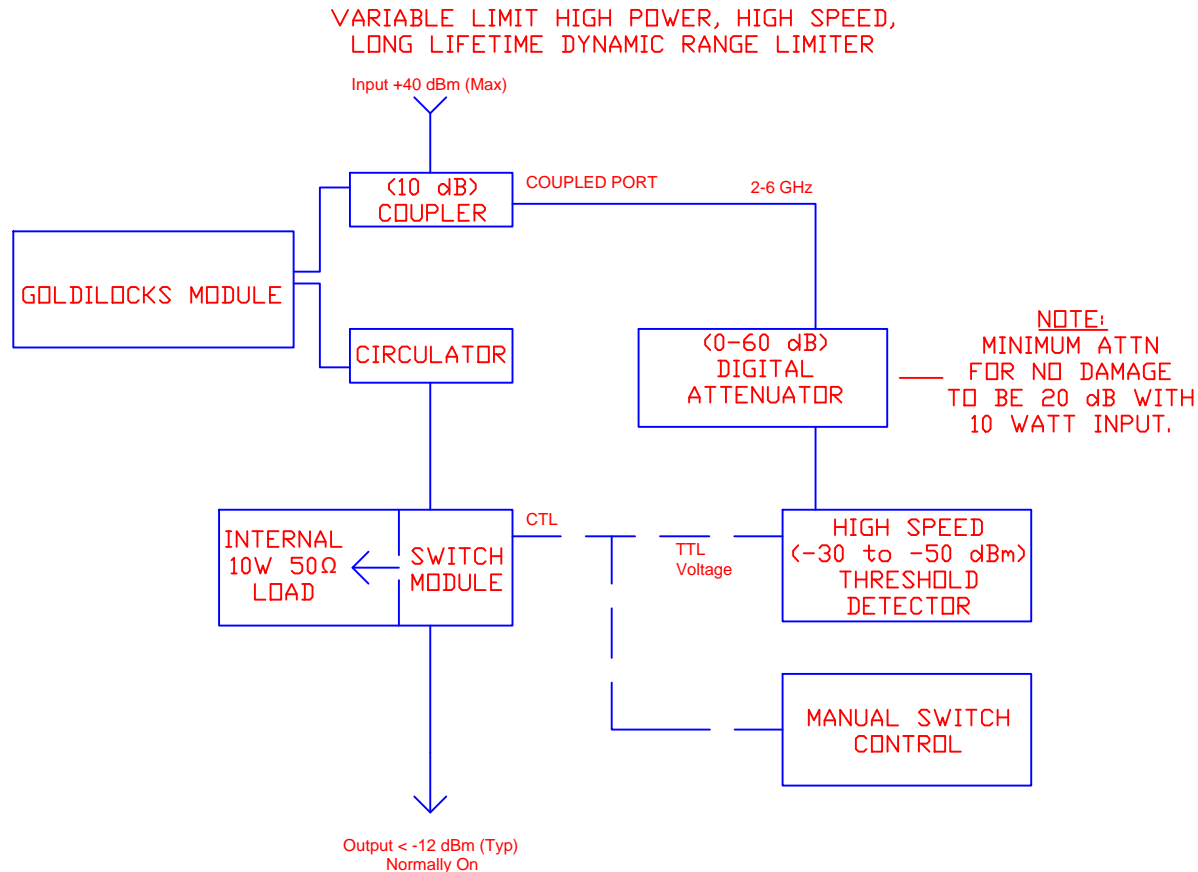 VARIABLE LIMIT HIGH POWER, HIGH SPEED,
LONG LIFETIME DYNAMIC RANGE LIMITER
Input +40 dBm (Max)
(10 dB)
COUPLER
COUPLED PORT
2-6 GHz
GOLDILOCKS MODULE
CIRCULATOR
(0-60 dB)
DIGITAL
ATTENUATOR
NOTE:
MINIMUM ATTN
FOR NO DAMAGE
TO BE 20 dB WITH
10 WATT INPUT.
INTERNAL
10W 50Ω
LOAD
SWITCH
MODULE
CTL
TTL
Voltage
HIGH SPEED
(-30 to -50 dBm)
THRESHOLD
DETECTOR
MANUAL SWITCH
CONTROL
Output < -12 dBm (Typ)
Normally On